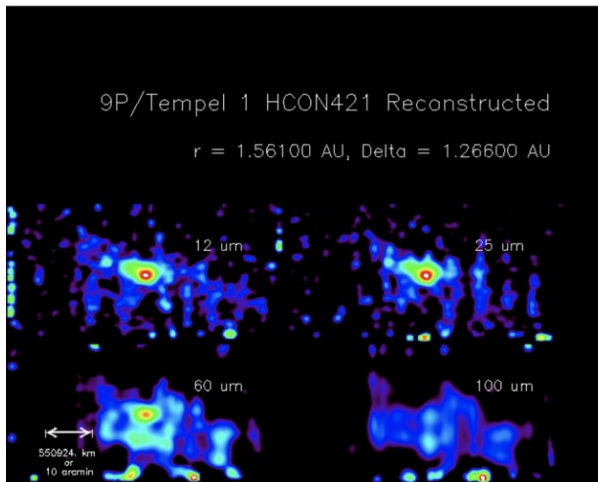 9P/Tempel 1 HCON421 Reconstructed
r = 1.56100 AU, Delta = 1.26600 AU
12 um
25 um
60 um
100 um
550924. km
or
10 arcmin